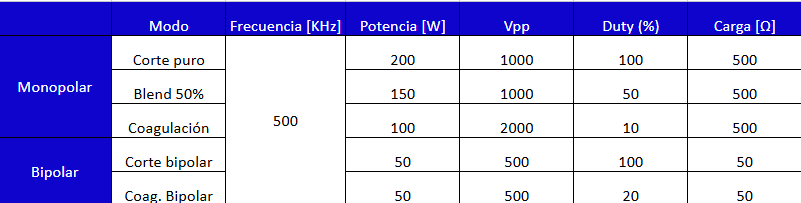 Modo Frecuencia [KHz] Potencia [W] Vpp Duty (%) Carga [Ω]
Monopolar Corte puro 500 200 1000 100 500
Blend 50% 150 1000 50 500
Coagulación 100 2000 10 500
Bipolar Corte bipolar 50 500 100 50
Coag. Bipolar 50 500 20 50